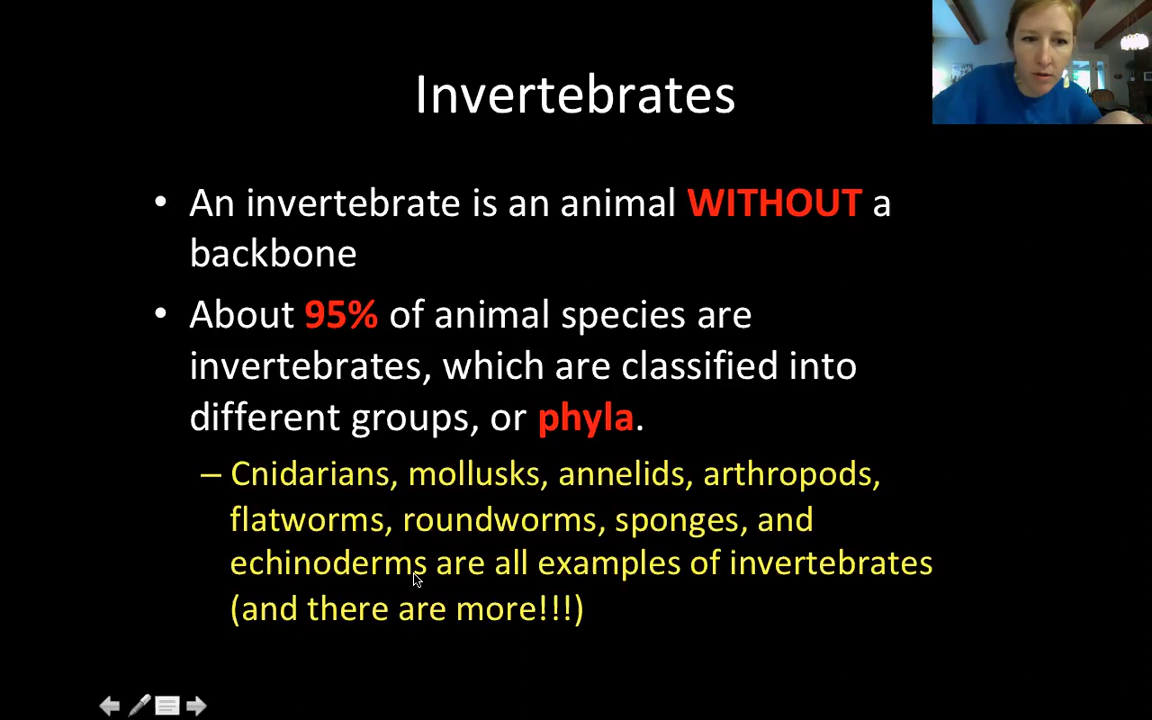 Invertebrates
• An invertebrate is an animal WITHOUT a
backbone
• About 95% of animal species are
invertebrates, which are classified into
different groups, or phyla.
– Cnidarians, mollusks, annelids, arthropods,
flatworms, roundworms, sponges, and
echinoderms are all examples of invertebrates
(and there are more!!!)